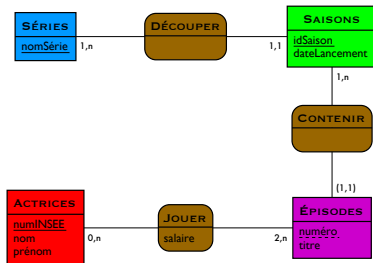 SÉRIES
nomSérie
1,n
DÉCOUPER
1,1
SAISONS
idSaison
dateLancement
1,n
CONTENIR
(1,1)
ACTRICES
numINSEE
nom
prénom
0,n
JOUER
salaire
2,n
ÉPISODES
numéro
titre